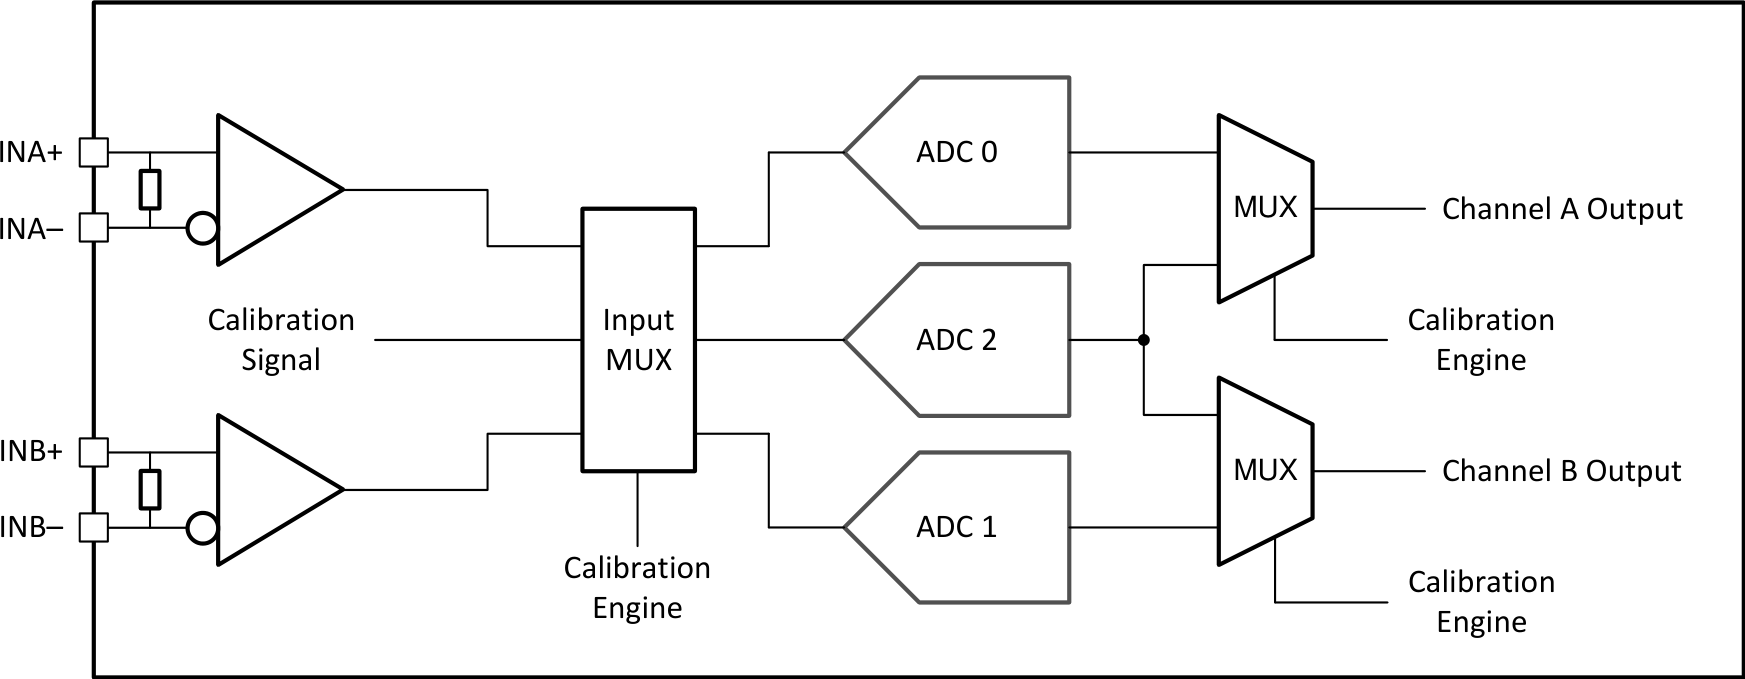 INA+
INA–
INB+
INB–
Calibration
Signal
Input
MUX
Calibration
Engine
ADC 0
ADC 2
ADC 1
MUX
Channel A Output
Calibration
Engine
MUX
Channel B Output
Calibration
Engine